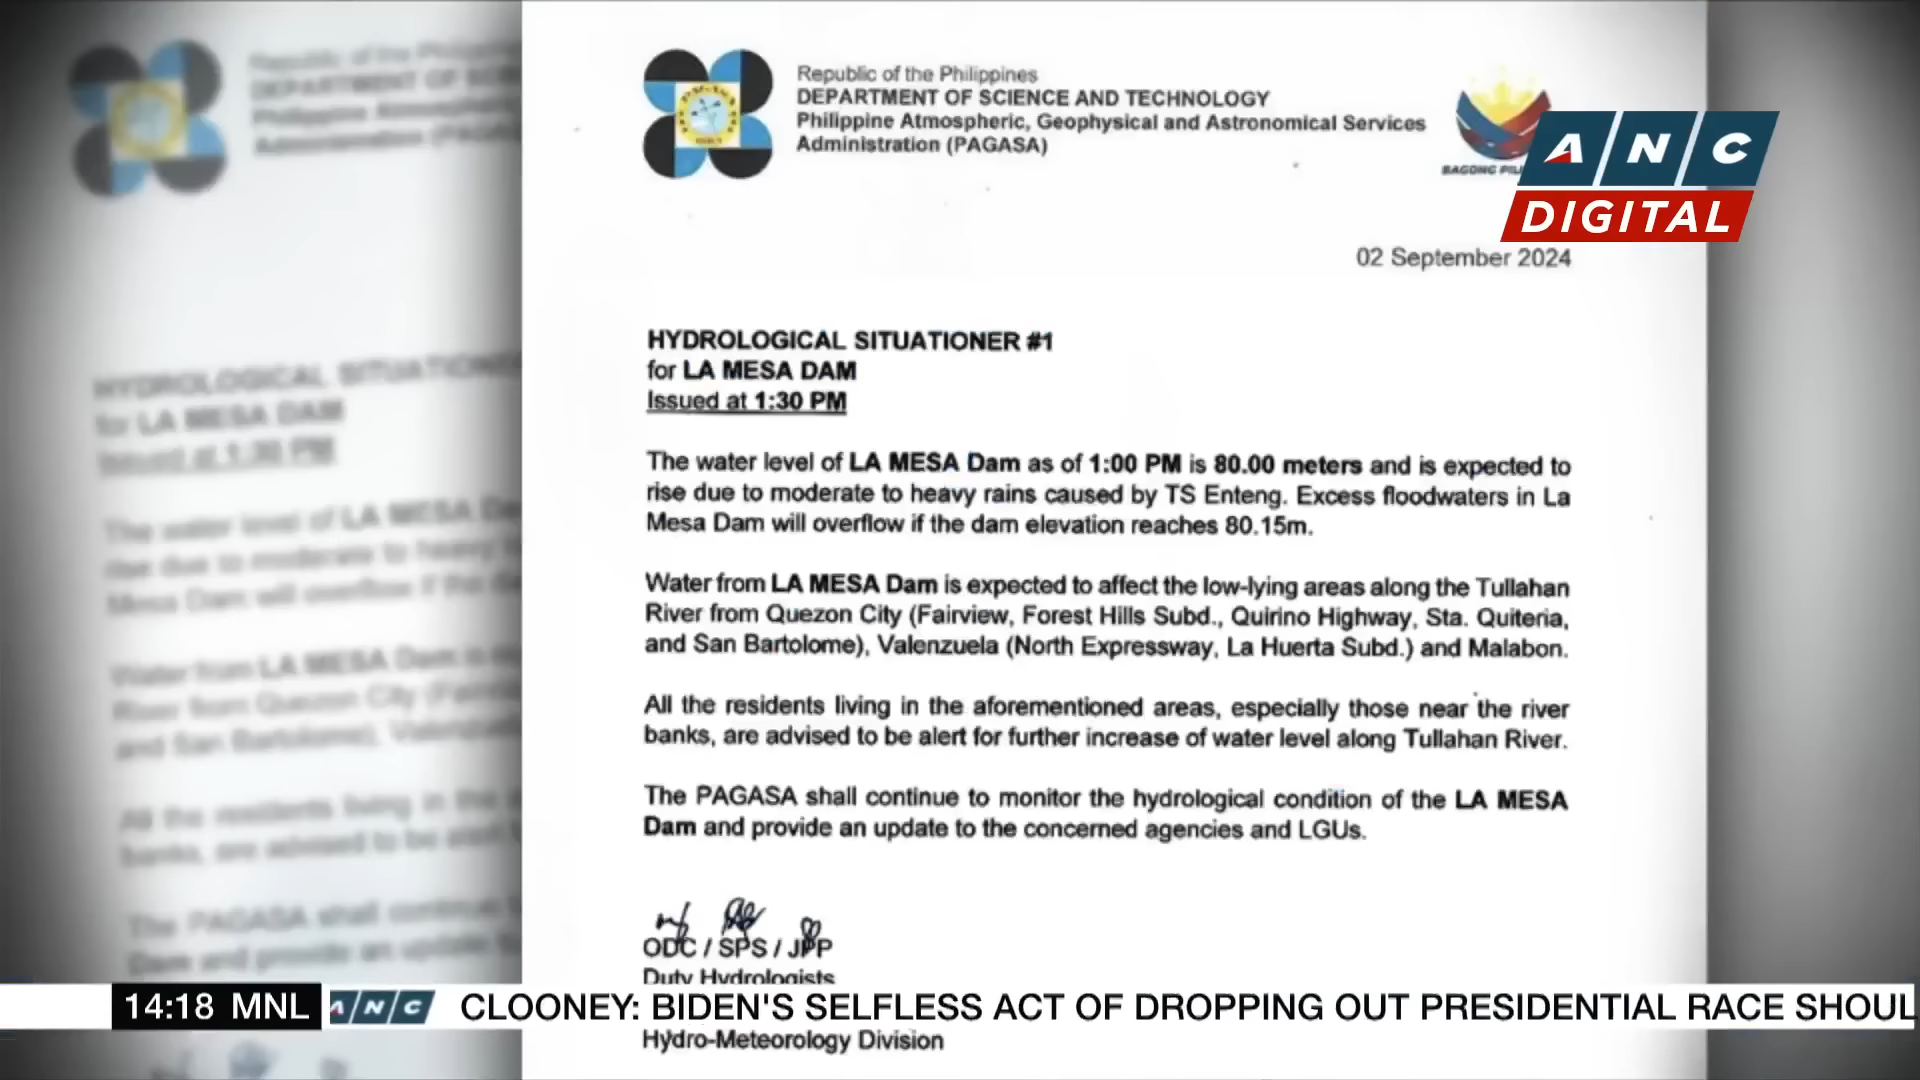 Republic of the Philippines
DEPARTMENT OF SCIENCE AND TECHNOLOGY
Philippine Atmospheric, Geophysical and Astronomical Services
Administration (PAGASA)
BAGONG
ANC
DIGITAL
02 September 2024
HYDROLOGICAL SITUATIONER #1
for LA MESA DAM
Issued at 1:30 PM
The water level of LA MESA Dam as of 1:00 PM is 80.00 meters and is expected to
rise due to moderate to heavy rains caused by TS Enteng. Excess floodwaters in La
Mesa Dam will overflow if the dam elevation reaches 80.15m.
Water from LA MESA Dam is expected to affect the low-lying areas along the Tullahan
River from Quezon City (Fairview, Forest Hills Subd., Quirino Highway, Sta. Quiteria,
and San Bartolome), Valenzuela (North Expressway, La Huerta Subd.) and Malabon.
All the residents living in the aforementioned areas, especially those near the river
banks, are advised to be alert for further increase of water level along Tullahan River.
The PAGASA shall continue to monitor the hydrological condition of the LA MESA
Dam and provide an update to the concerned agencies and LGUs.
ODC / SPS / JPP
Duty Hydrologists
14:18 MNL ANC CLOONEY: BIDEN'S SELFLESS ACT OF DROPPING OUT PRESIDENTIAL RACE SHOUL
Hydro-Meteorology Division